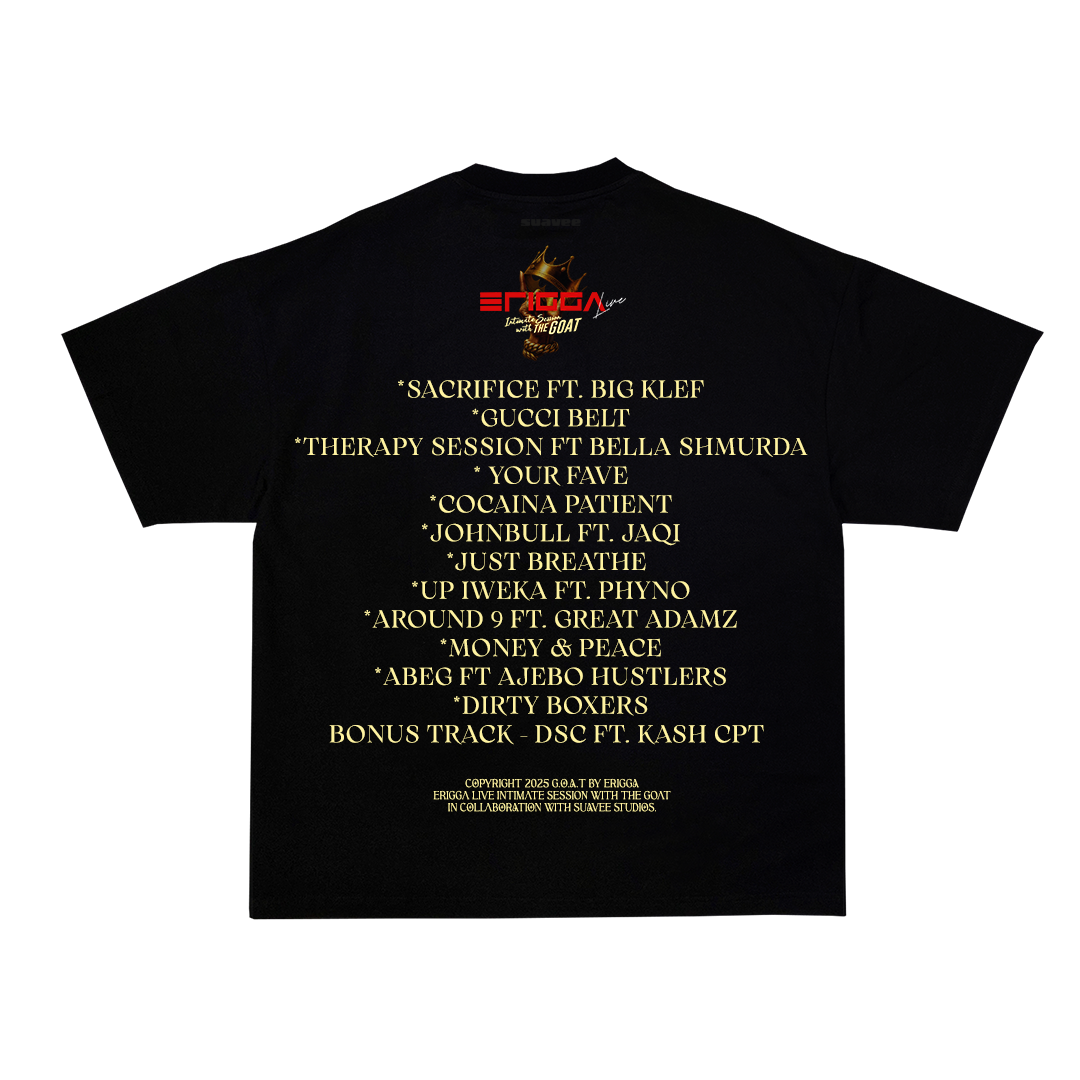 suavee
ERIGGA Live
Intimate Session
with THE GOAT
*SACRIFICE FT. BIG KLEF
*GUCCI BELT
*THERAPY SESSION FT BELLA SHMURDA
* YOUR FAVE
*COCAINA PATIENT
*JOHNBULL FT. JAQI
*JUST BREATHE
*UP IWEKA FT. PHYNO
*AROUND 9 FT. GREAT ADAMZ
*MONEY & PEACE
*ABEG FT AJEBO HUSTLERS
*DIRTY BOXERS
BONUS TRACK - DSC FT. KASH CPT
COPYRIGHT 2025 G.O.A.T BY ERIGGA
ERIGGA LIVE INTIMATE SESSION WITH THE GOAT
IN COLLABORATION WITH SUAVEE STUDIOS.